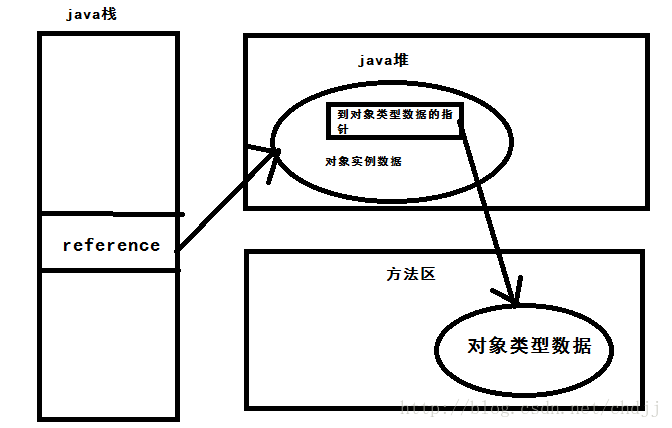 java栈
reference
java堆
到对象类型数据的指
针
对象实例数据
方法区
对象类型数据
http://blog.csdn.net/chdjj